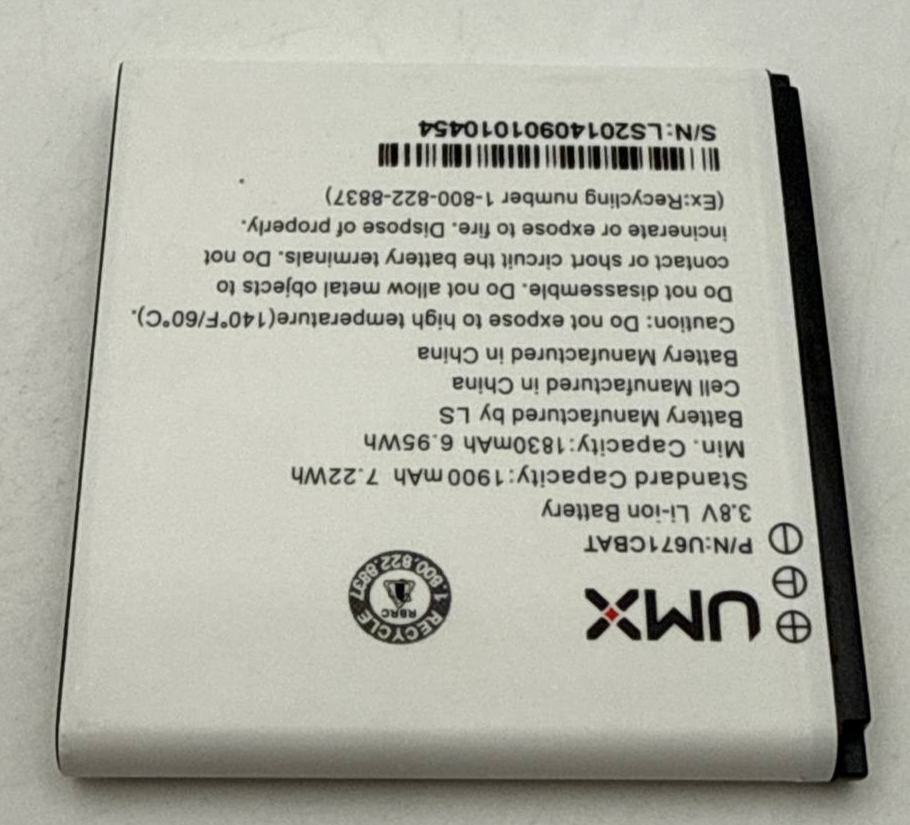 UMX
RECYCLE
RBRC
1.800.822.8837
P/N:U671CBAT
3.8V Li-ion Battery
Standard Capacity:1900mAh 7.22Wh
Min. Capacity:1830mAh 6.95Wh
Battery Manufactured by LS
Cell Manufactured in China
Battery Manufactured in China
Caution: Do not expose to high temperature(140°F/60°C).
Do not disassemble. Do not allow metal objects to
contact or short circuit the battery terminals. Do not
incinerate or expose to fire. Dispose of properly.
(Ex:Recycling number 1-800-822-8837)
S/N:LS20140901010454